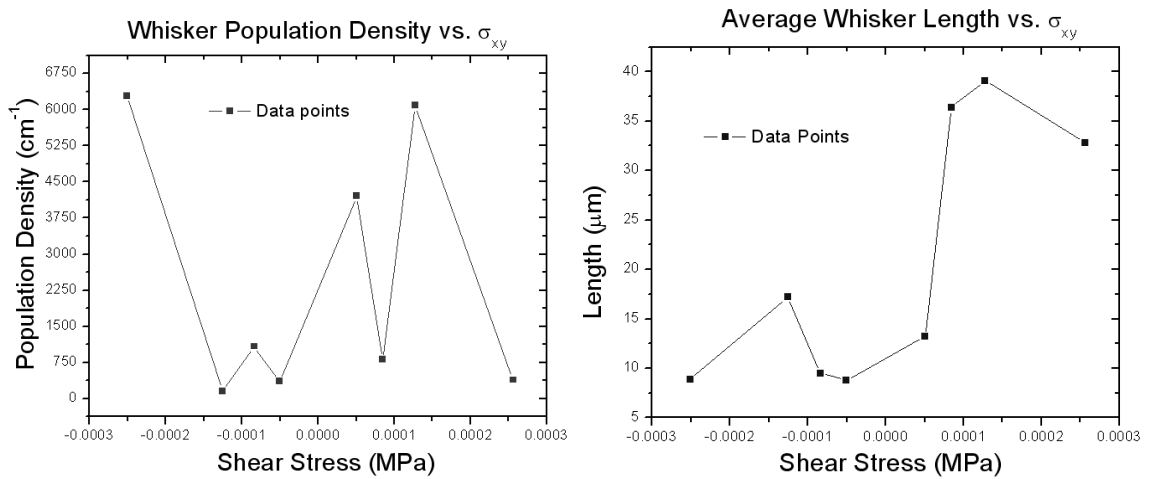 Whisker Population Density vs. σxy
6750
6000
5250
4500
3750
3000
2250
1500
750
0
Population Density (cm-1)
Data points
-0.0003 -0.0002 -0.0001 0.0000 0.0001 0.0002 0.0003
Shear Stress (MPa)
Average Whisker Length vs. σxy
40
35
30
25
20
15
10
5
Length (μm)
Data Points
-0.0003 -0.0002 -0.0001 0.0000 0.0001 0.0002 0.0003
Shear Stress (MPa)